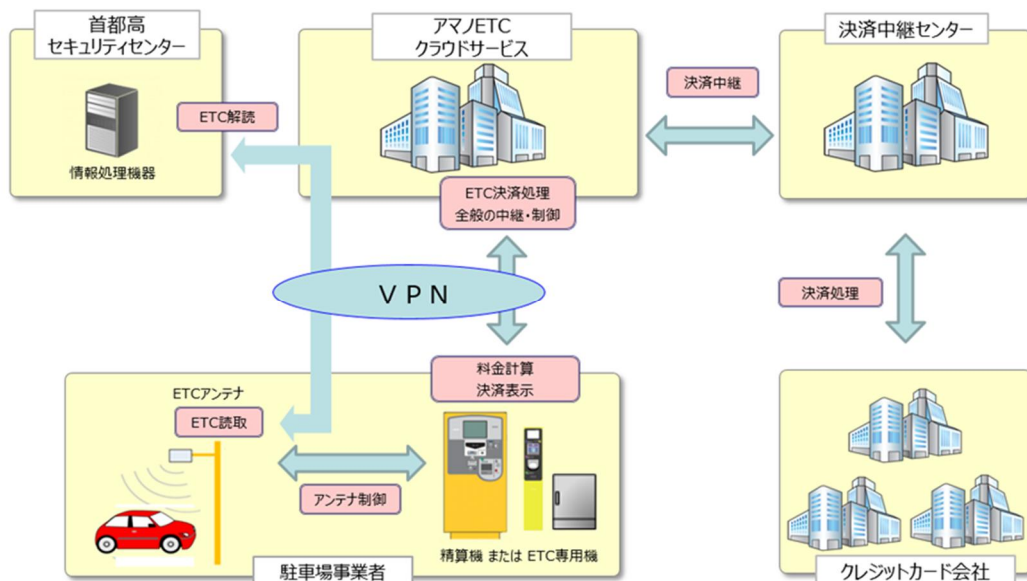 首都高
セキュリティセンター
アマノETC
クラウドサービス
決済中継センター
決済中継
ETC解読
情報処理機器
ETC決済処理
全般の中継・制御
VPN
決済処理
料金計算
決済表示
ETCアンテナ
ETC読取
アンテナ制御
精算機 または ETC専用機
駐車場事業者
クレジットカード会社